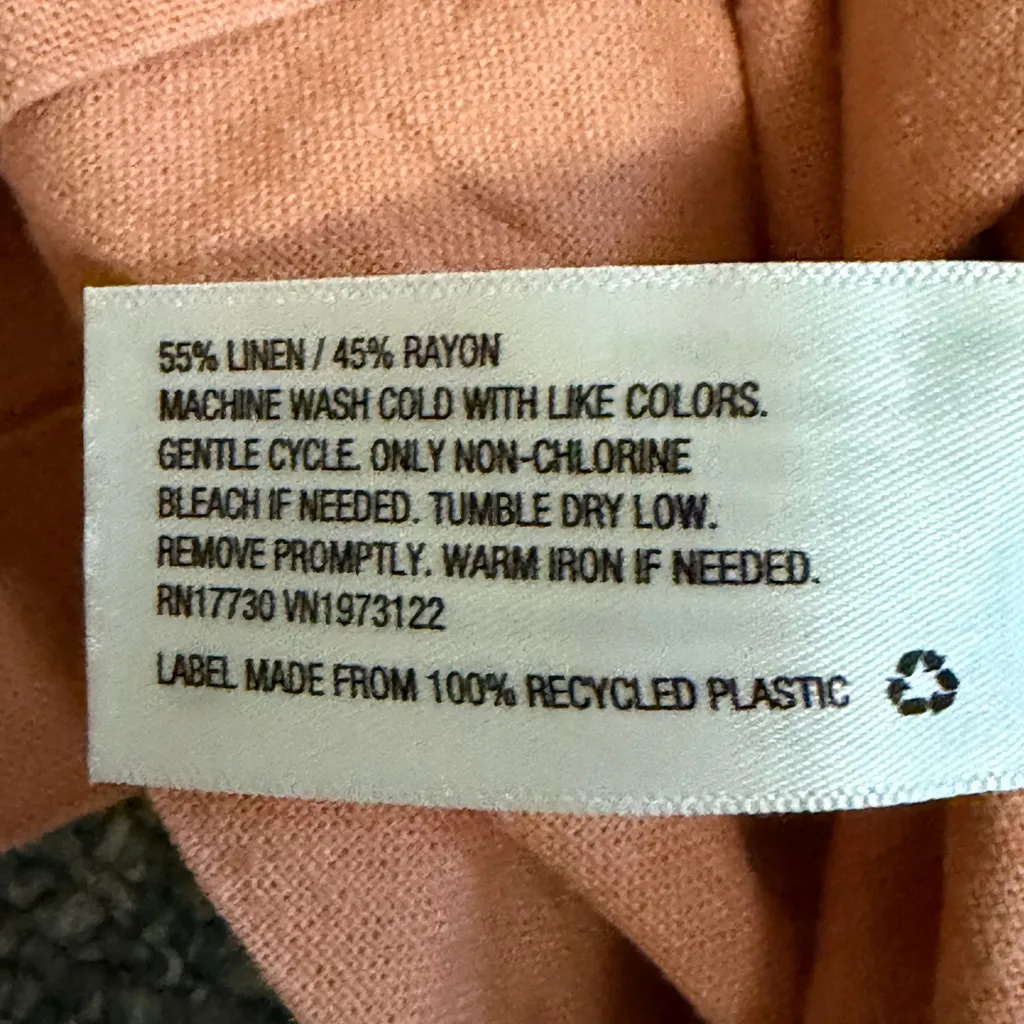 55% LINEN / 45% RAYON
MACHINE WASH COLD WITH LIKE COLORS.
GENTLE CYCLE. ONLY NON-CHLORINE
BLEACH IF NEEDED. TUMBLE DRY LOW.
REMOVE PROMPTLY. WARM IRON IF NEEDED.
RN17730 VN1973122
LABEL MADE FROM 100% RECYCLED PLASTIC